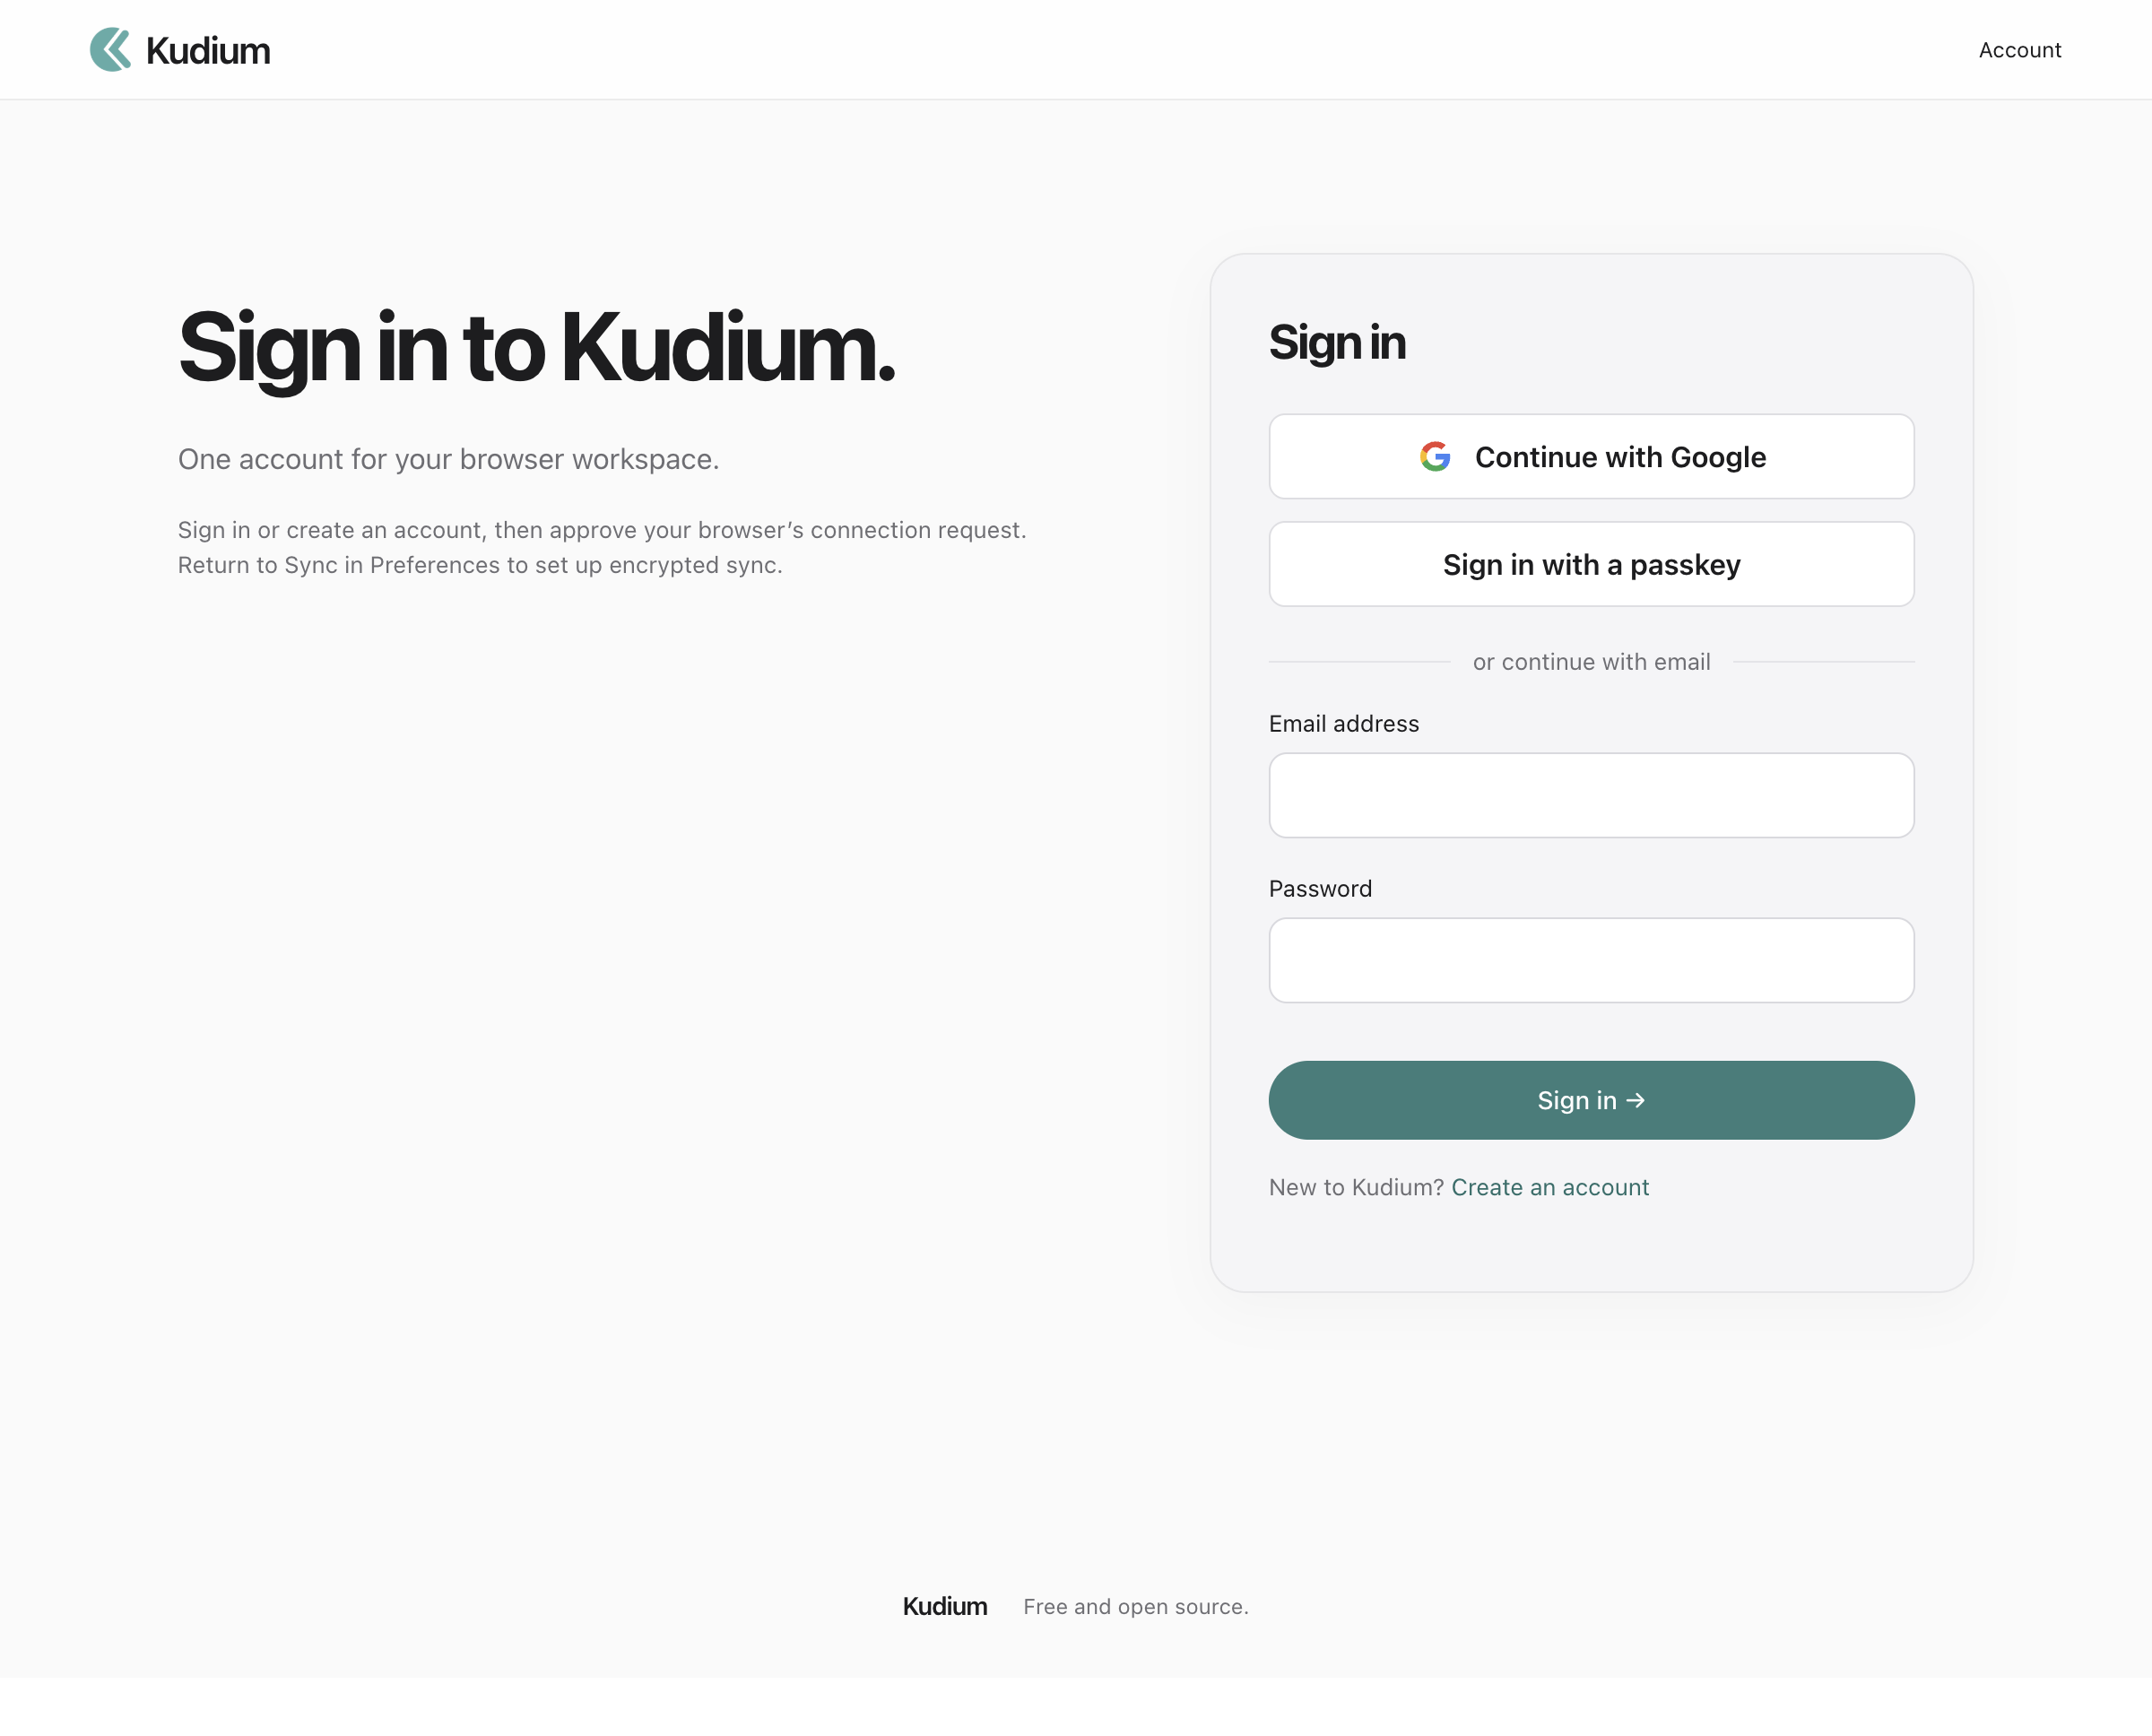 Kudium
Account
Sign in to Kudium.
One account for your browser workspace.
Sign in or create an account, then approve your browser’s connection request.
Return to Sync in Preferences to set up encrypted sync.
Sign in
Continue with Google
Sign in with a passkey
or continue with email
Email address
Password
Sign in →
New to Kudium? Create an account
Kudium Free and open source.